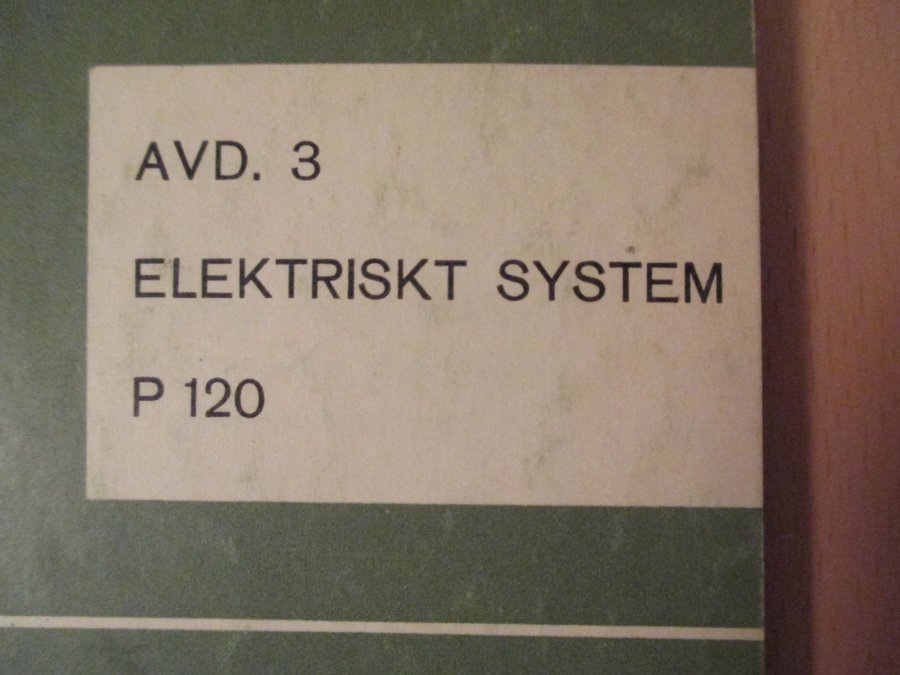 AVD. 3
ELEKTRISKT SYSTEM
P 120